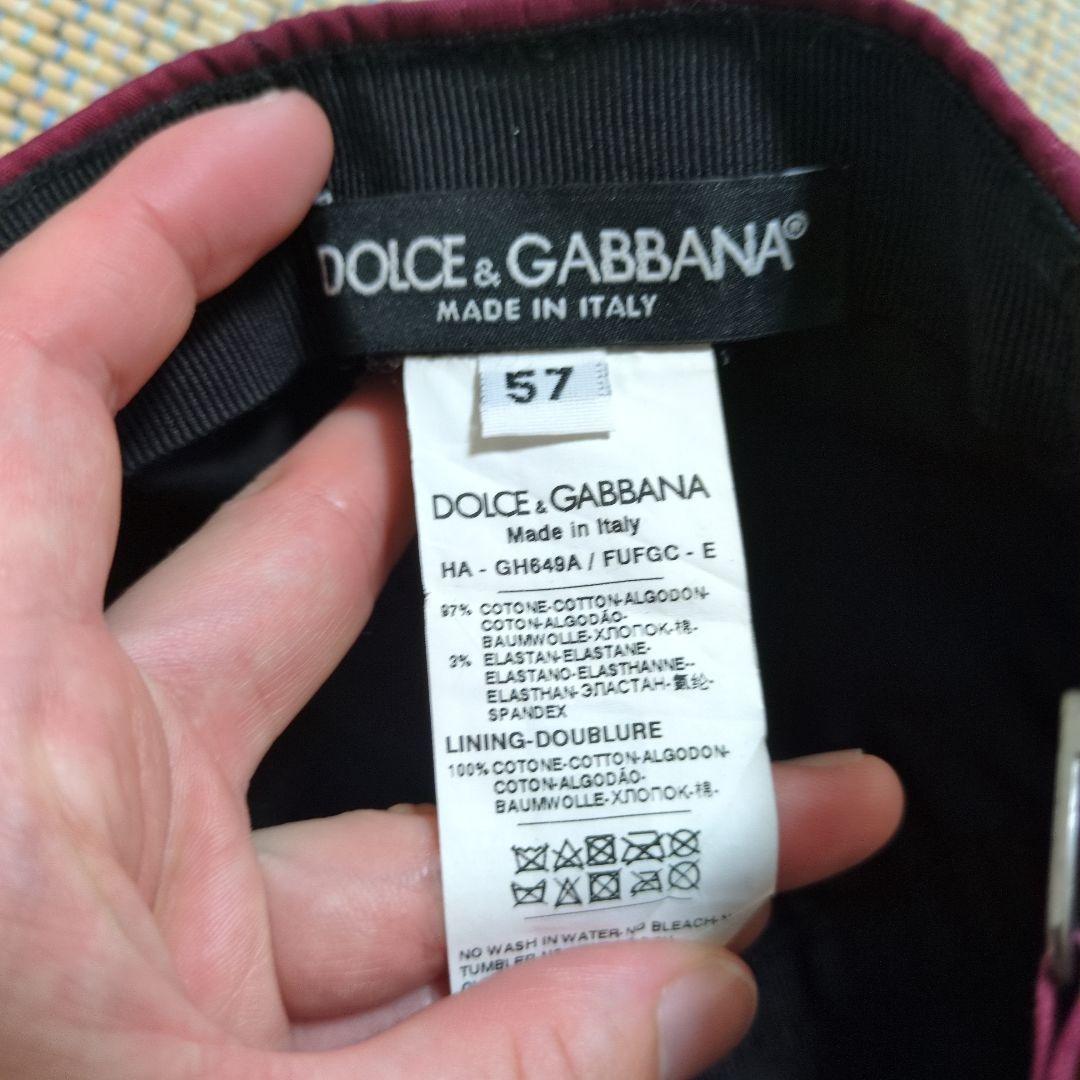 DOLCE & GABBANA®
MADE IN ITALY
57
DOLCE & GABBANA
Made in Italy
HA - GH649A / FUFGC - E
97% COTONE-COTTON-ALGODON-
COTON-ALGODÃO-
BAUMWOLLE-ХЛОПОК-棉-
3% ELASTAN-ELASTANE-
ELASTANO-ELASTHANNE--
ELASTHAN-ЭЛАСТАН-氨纶-
SPANDEX
LINING-DOUBLURE
100% COTONE-COTTON-ALGODON-
COTON-ALGODÃO-
BAUMWOLLE-ХЛОПОК-棉-
NO WASH IN WATER-NO BLEACH-
TUMBLER